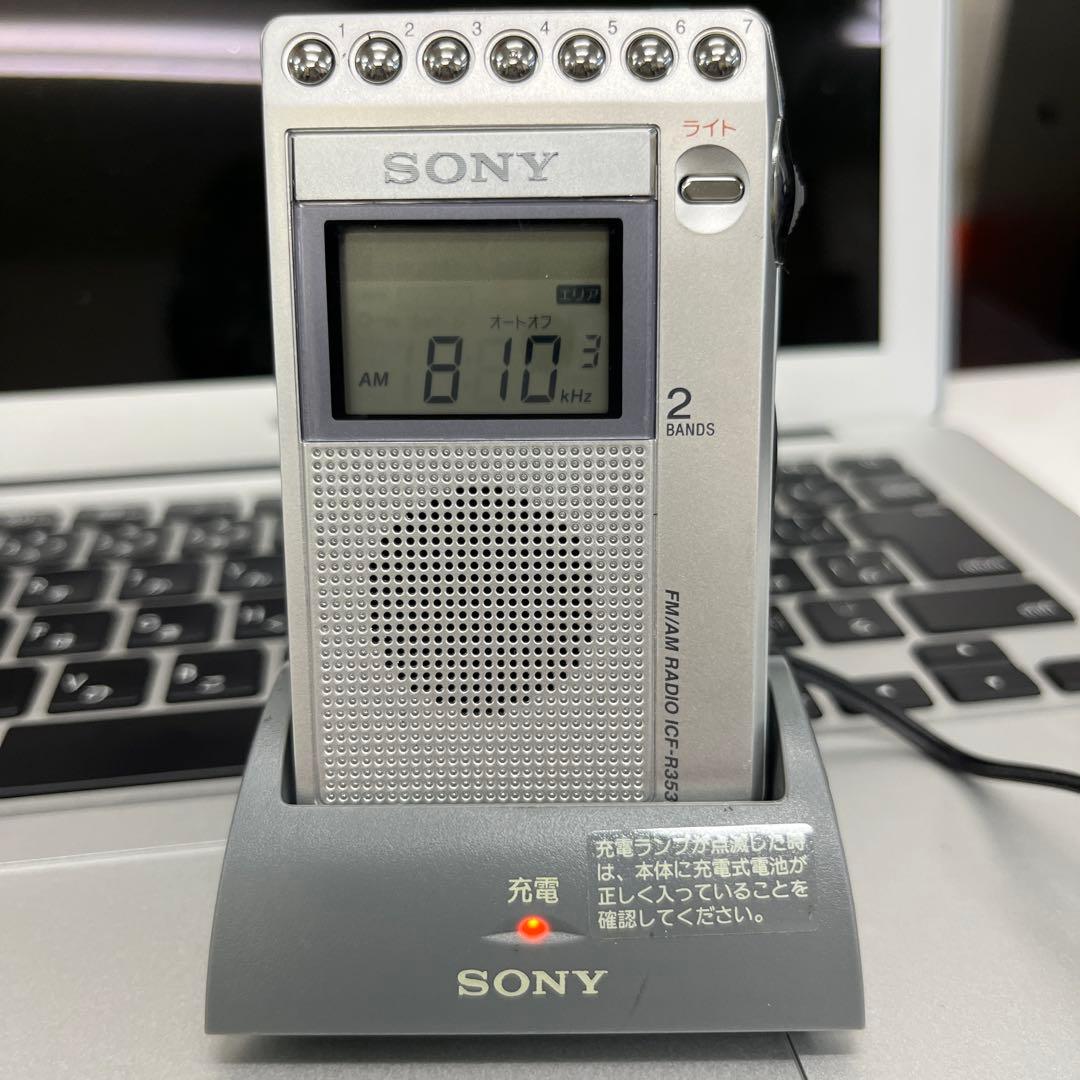 1 2 3 4 5 6 7
ライト
SONY
エリア
オートオフ
AM 810 3 kHz
2
BANDS
FM/AM RADIO ICF-R353
充電ランプが点滅した時
は、本体に充電式電池が
正しく入っていることを
確認してください。
充電
SONY